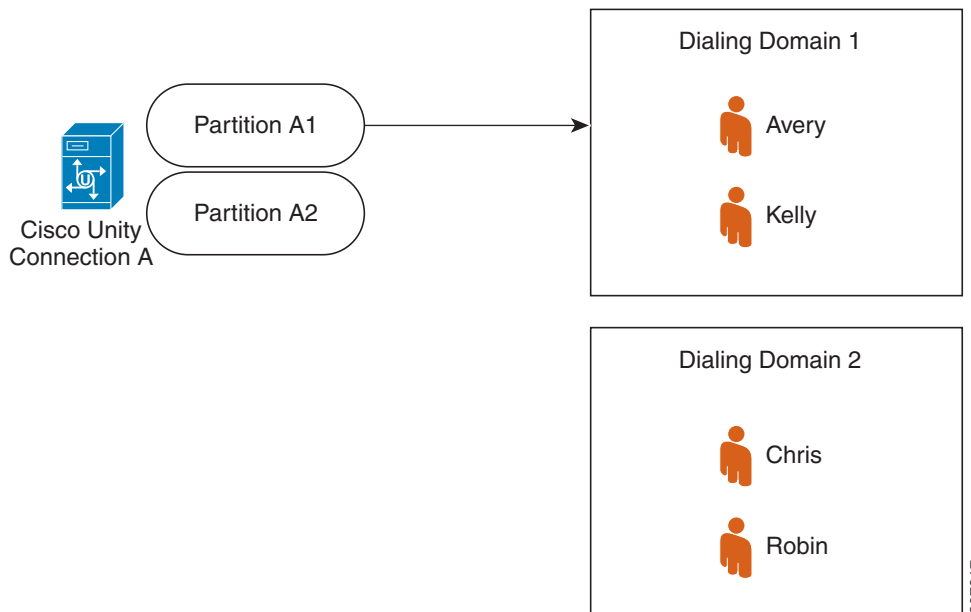 Dialing Domain 1
Partition A1
Avery
U
Partition A2
Kelly
Cisco Unity
Connection A
Dialing Domain 2
Chris
Robin